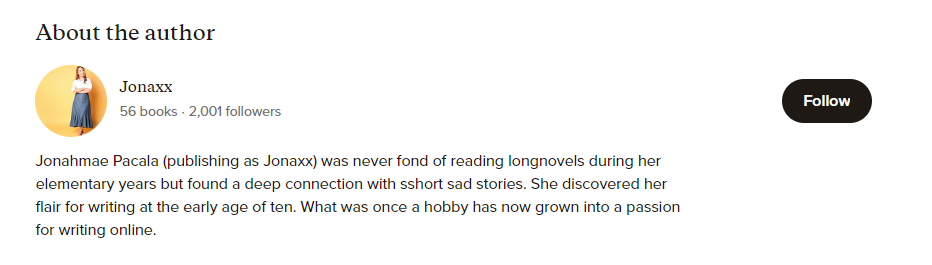 About the author
Jonaxx
56 books · 2,001 followers
Follow
Jonahmae Pacala (publishing as Jonaxx) was never fond of reading longnovels during her
elementary years but found a deep connection with sshort sad stories. She discovered her
flair for writing at the early age of ten. What was once a hobby has now grown into a passion
for writing online.